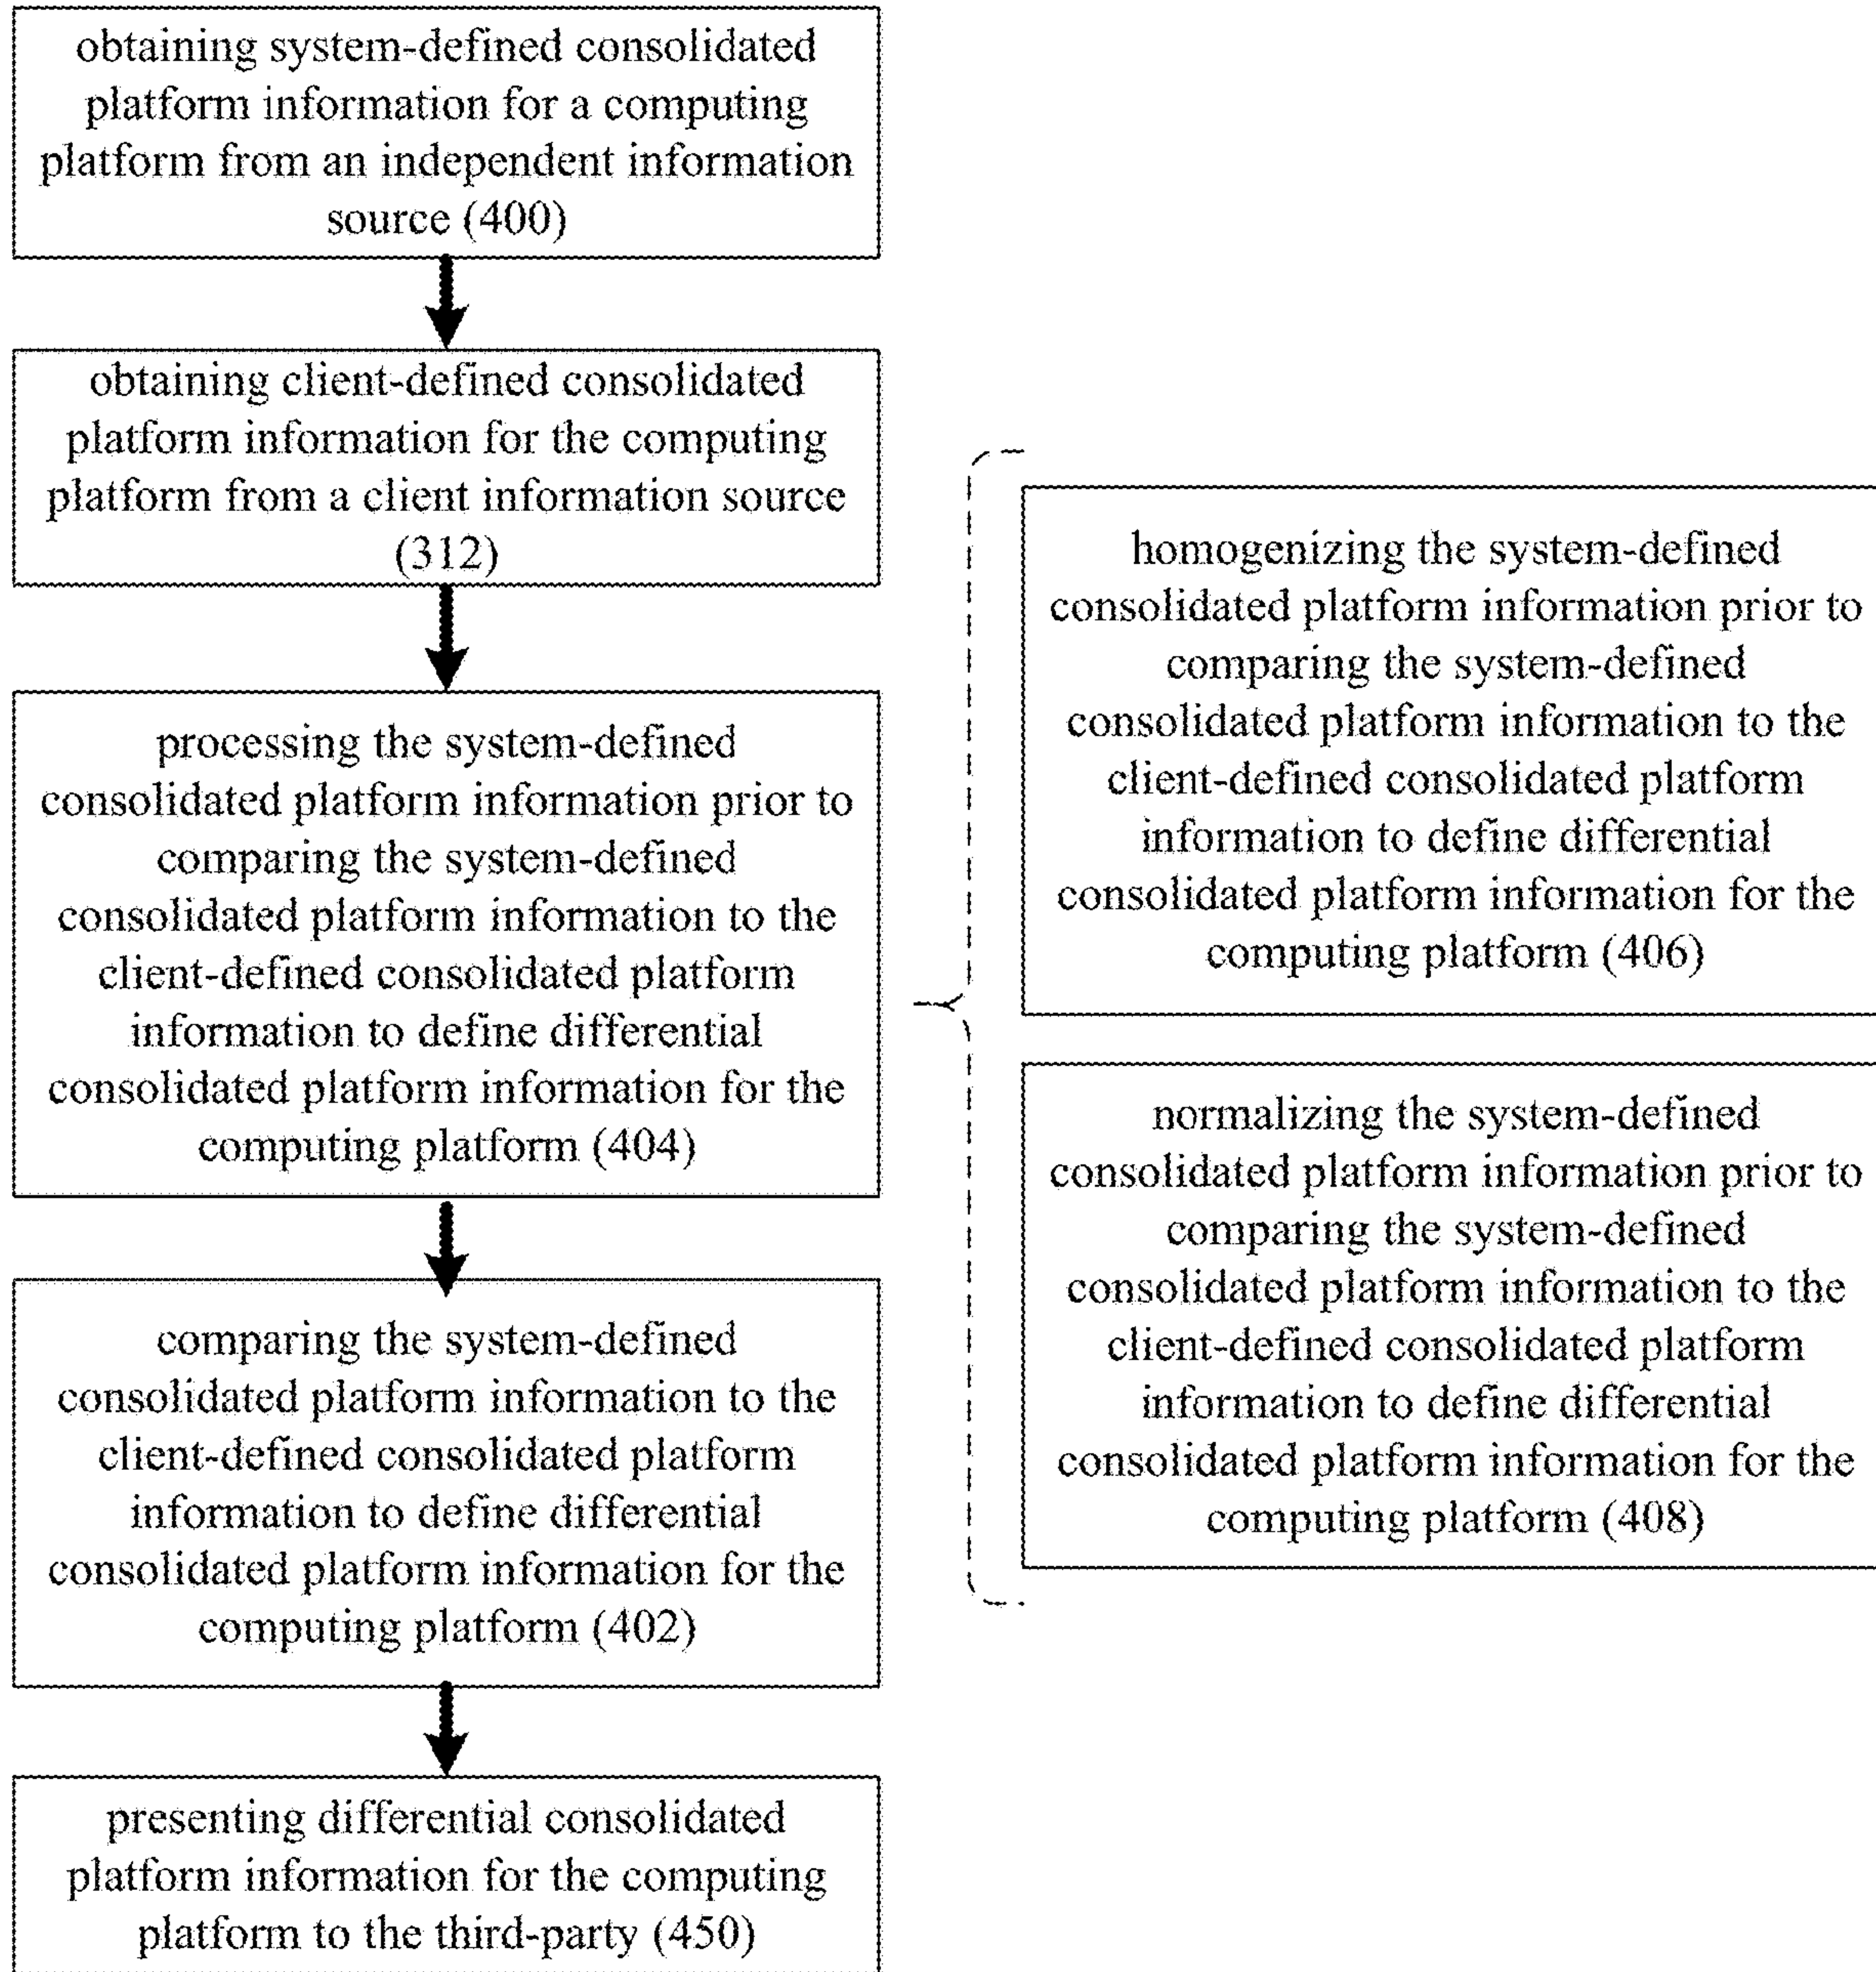 obtaining system-defined consolidated
platform information for a computing
platform from an independent information
source (400)
obtaining client-defined consolidated
platform information for the computing
platform from a client information source
(312)
processing the system-defined
consolidated platform information prior to
comparing the system-defined
consolidated platform information to the
client-defined consolidated platform
information to define differential
consolidated platform information for the
computing platform (404)
homogenizing the system-defined
consolidated platform information prior to
comparing the system-defined
consolidated platform information to the
client-defined consolidated platform
information to define differential
consolidated platform information for the
computing platform (406)
normalizing the system-defined
consolidated platform information prior to
comparing the system-defined
consolidated platform information to the
client-defined consolidated platform
information to define differential
consolidated platform information for the
computing platform (408)
comparing the system-defined
consolidated platform information to the
client-defined consolidated platform
information to define differential
consolidated platform information for the
computing platform (402)
presenting differential consolidated
platform information for the computing
platform to the third-party (450)